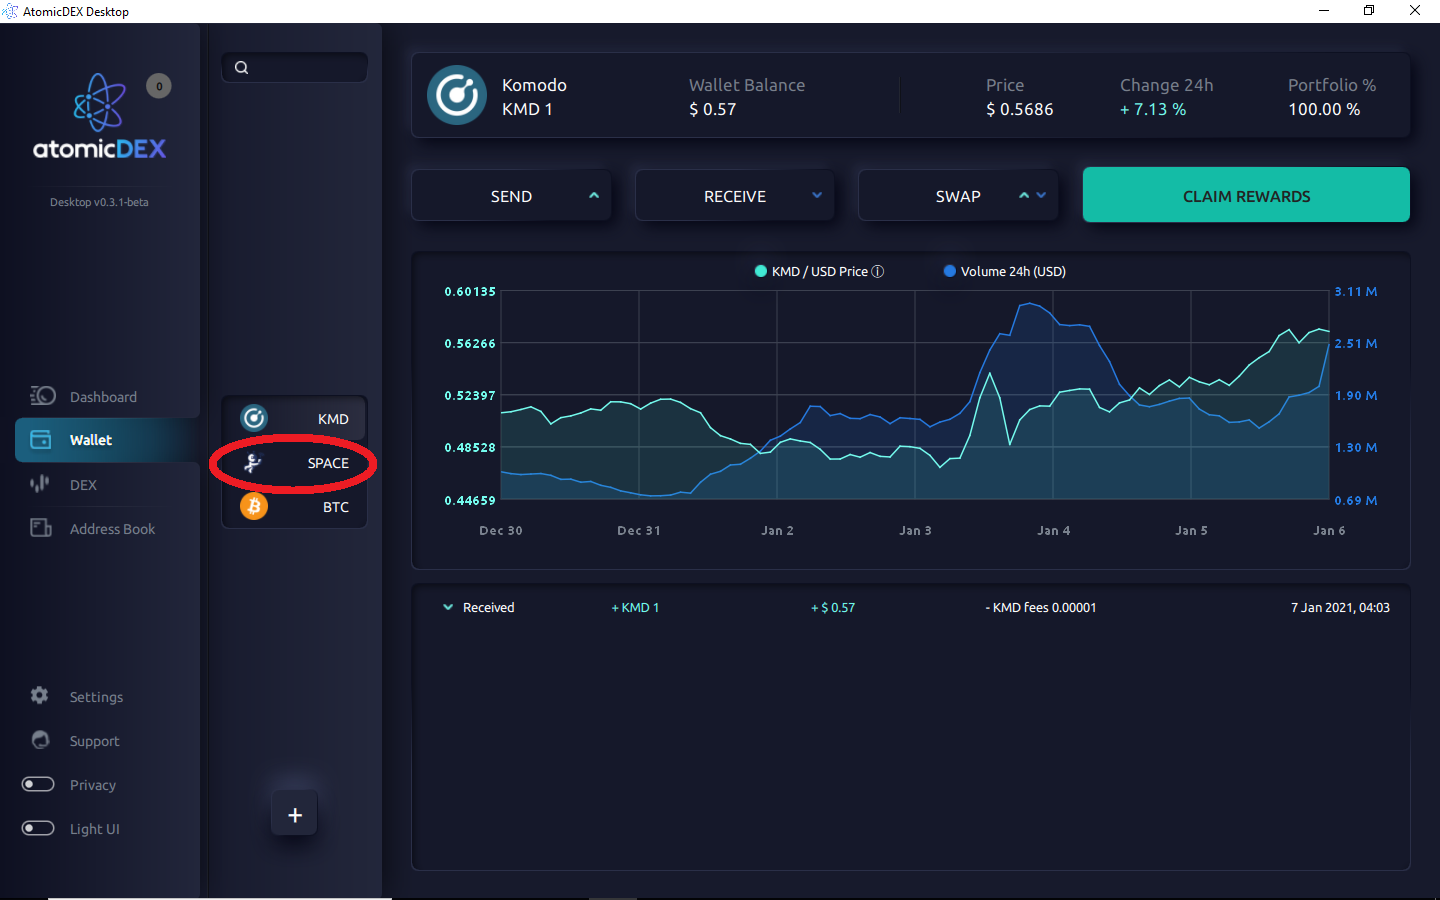 AtomicDEX Desktop
0
atomicDEX
Desktop v0.3.1-beta
Dashboard
Wallet
DEX
Address Book
Settings
Support
Privacy
Light UI
KMD
SPACE
BTC
+
Komodo
KMD 1
Wallet Balance
$ 0.57
Price
$ 0.5686
Change 24h
+ 7.13 %
Portfolio %
100.00 %
SEND
RECEIVE
SWAP
CLAIM REWARDS
KMD / USD Price ⓘ
Volume 24h (USD)
0.60135
0.56266
0.52397
0.48528
0.44659
3.11 M
2.51 M
1.90 M
1.30 M
0.69 M
Dec 30 Dec 31 Jan 2 Jan 3 Jan 4 Jan 5 Jan 6
Received + KMD 1 + $ 0.57 - KMD fees 0.00001 7 Jan 2021, 04:03